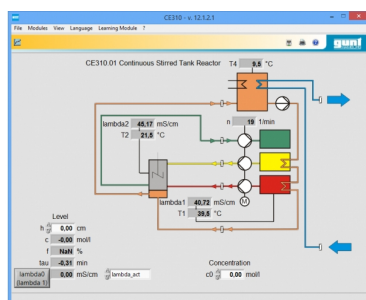 CE310 - v. 12.1.2.1
File Modules View Language Learning Module ?
gunt
CE310.01 Continuous Stirred Tank Reactor T4 9,5 °C
lambda2 45,17 mS/cm n 19 1/min
T2 21,5 °C
lambda1 40,72 mS/cm
T1 39,5 °C
M
Level
h 0,00 cm
c -0,00 mol/l
f NaN %
tau -0,31 min
Concentration
lambda0 (lambda 1) 0,00 mS/cm lambda_act c0 0,00 mol/l